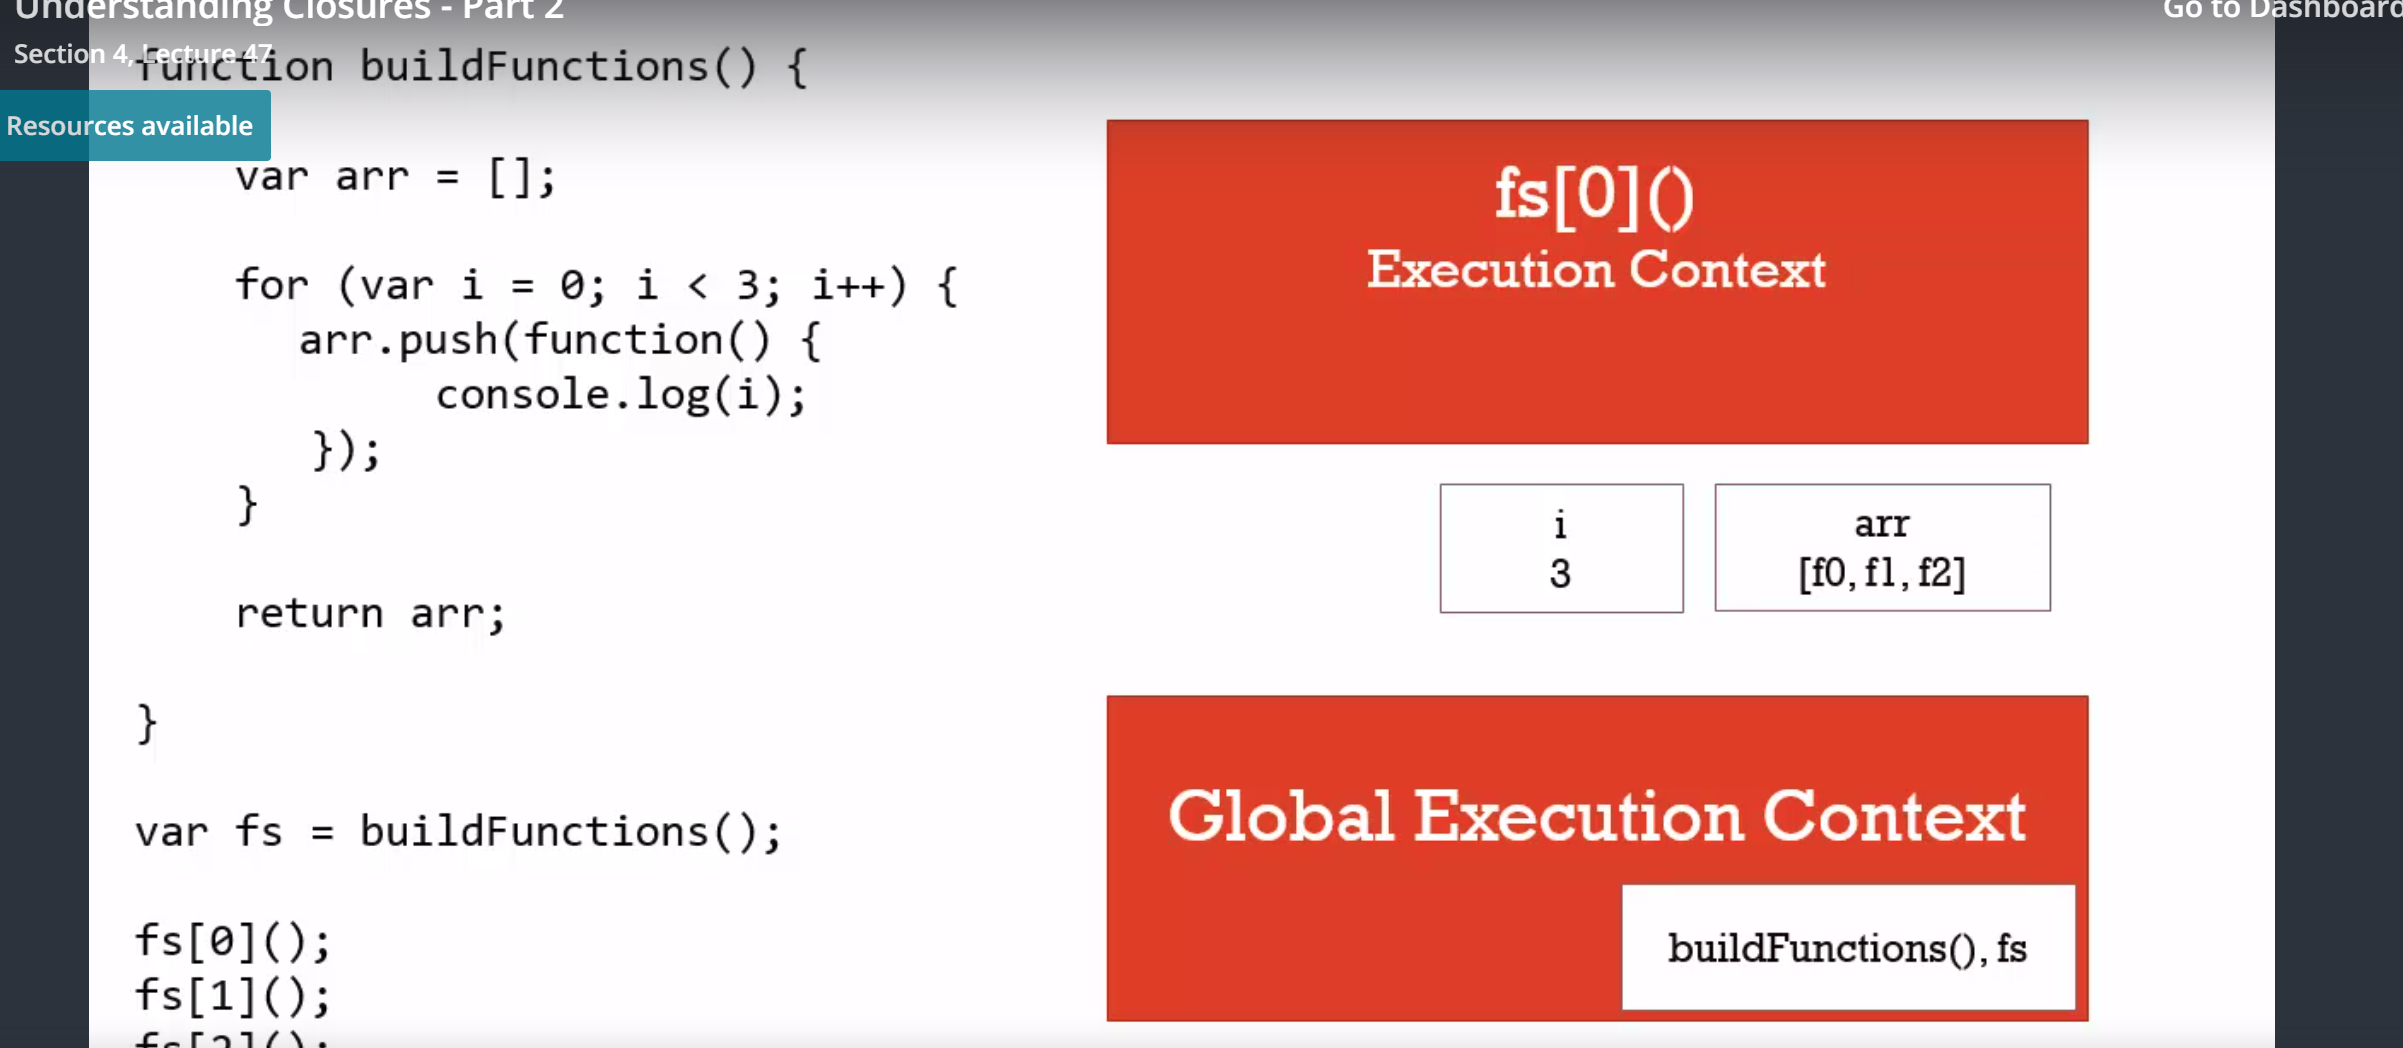 Understanding Closures - Part 2
Go to Dashboard
Section 4, Lecture 47
function buildFunctions() {
Resources available
var arr = [];
for (var i = 0; i < 3; i++) {
arr.push(function() {
console.log(i);
});
}
return arr;
}
var fs = buildFunctions();
fs[0]();
fs[1]();
fs[2]();
fs[0]()
Execution Context
i
3
arr
[f0, f1, f2]
Global Execution Context
buildFunctions(), fs